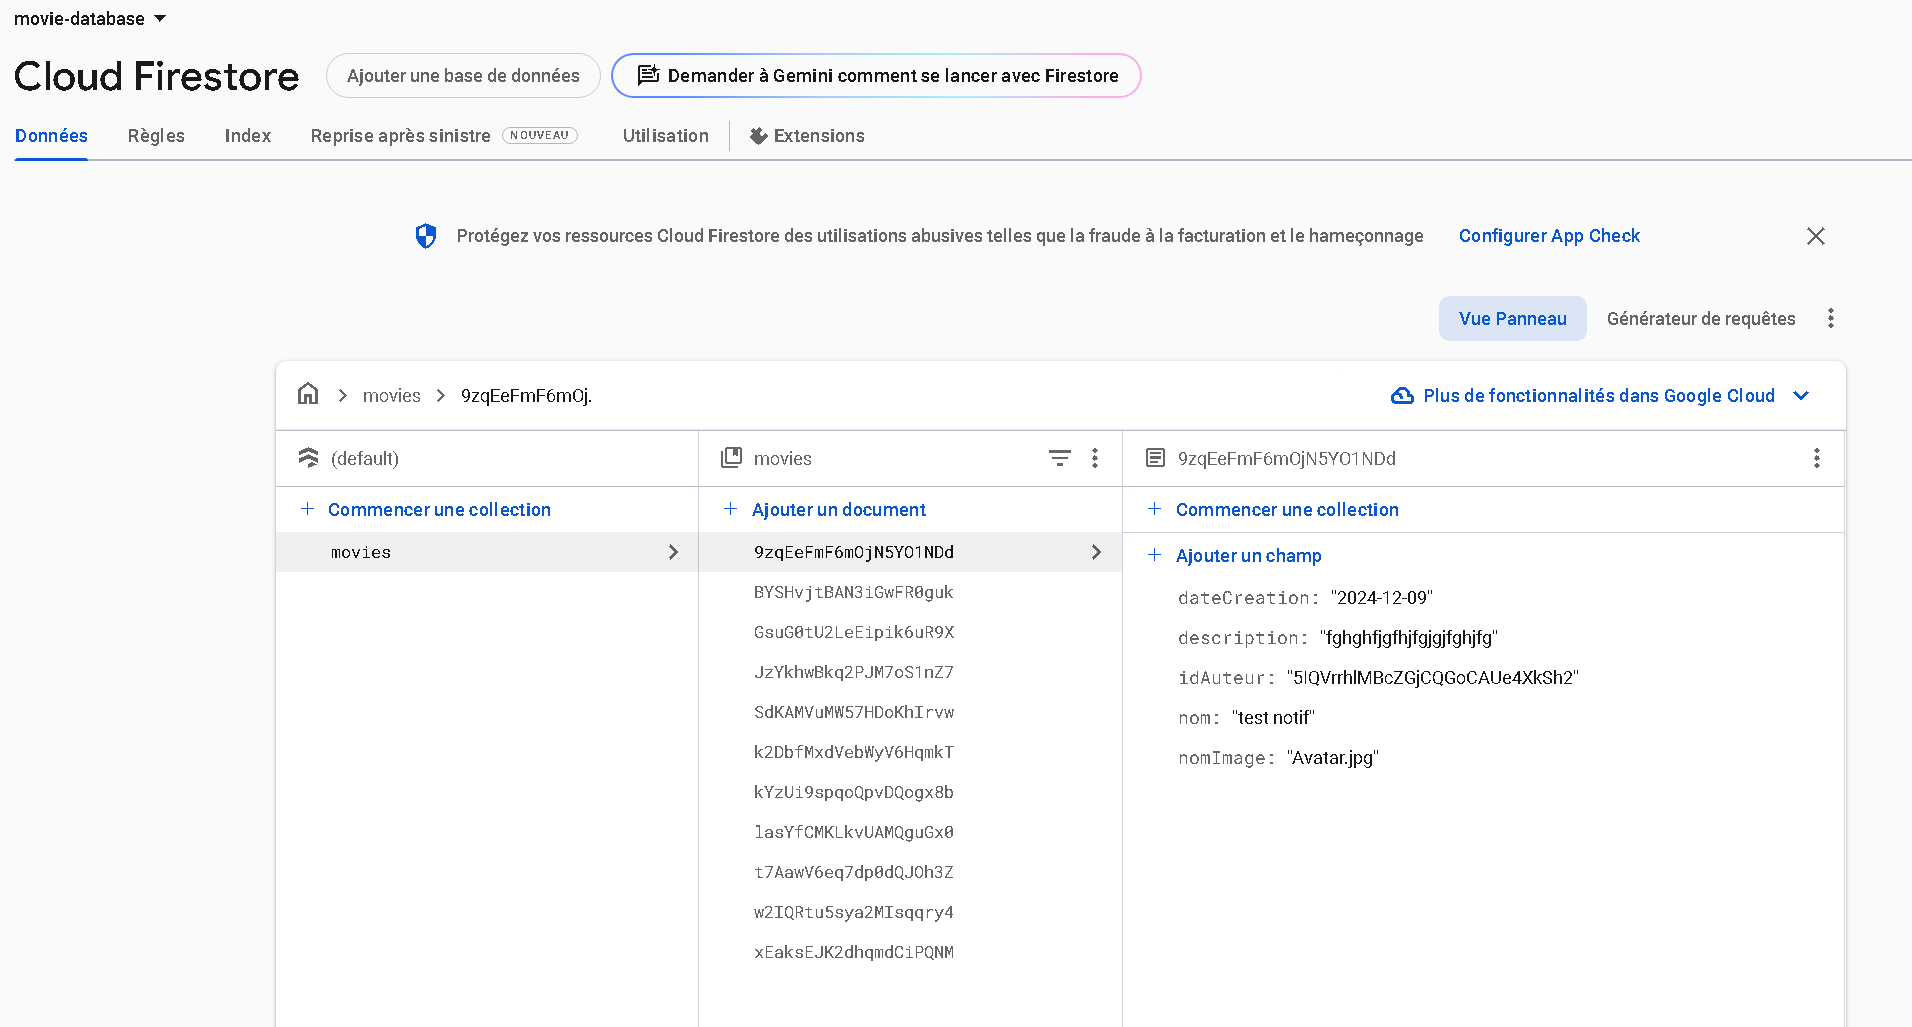 movie-database
Cloud Firestore
Ajouter une base de données
Demander à Gemini comment se lancer avec Firestore
Données
Règles
Index
Reprise après sinistre
NOUVEAU
Utilisation
Extensions
Protégez vos ressources Cloud Firestore des utilisations abusives telles que la fraude à la facturation et le hameçonnage
Configurer App Check
Vue Panneau
Générateur de requêtes
movies
9zqEeFmF6mOj.
Plus de fonctionnalités dans Google Cloud
(default)
movies
9zqEeFmF6mOjN5YO1NDd
Commencer une collection
Ajouter un document
Commencer une collection
movies
9zqEeFmF6mOjN5YO1NDd
BYSHvjtBAN3iGwFR0guk
GsuG0tU2LeEipik6uR9X
JzYkhwBkq2PJM7oS1nZ7
SdKAMVuMW57HDoKhIrvw
k2DbfMxdVebWyV6HqmkT
kYzUi9spqoQpvDQogx8b
lasYfCMKLkvUAMQguGx0
t7AawV6eq7dp0dQJOh3Z
w2IQRtu5sya2MIsqqry4
xEaksEJK2dhqmdCiPQNM
Ajouter un champ
dateCreation: "2024-12-09"
description: "fghghfjgfhjfgjgjfghjfg"
idAuteur: "5IQVrrhlMBcZGjCQGoCAUe4XkSh2"
nom: "test notif"
nomImage: "Avatar.jpg"